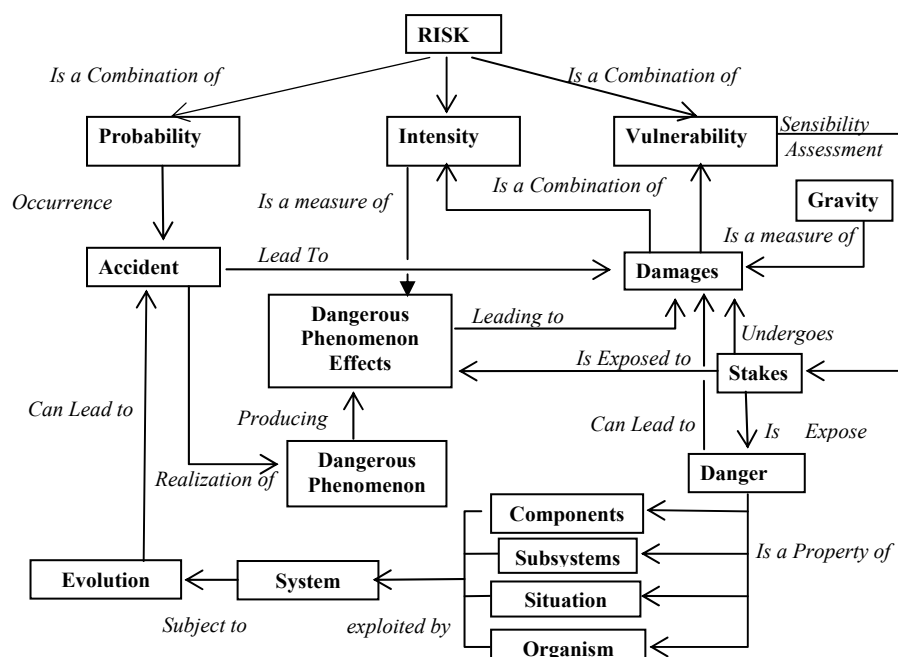 RISK
Is a Combination of
Is a Combination of
Probability
Intensity
Vulnerability
Sensibility
Assessment
Is a Combination of
Occurrence
Is a measure of
Gravity
Is a measure of
Accident
Lead To
Damages
Dangerous
Phenomenon
Effects
Leading to
Undergoes
Is Exposed to
Stakes
Can Lead to
Producing
Can Lead to
Is Expose
Dangerous
Phenomenon
Realization of
Danger
Components
Is a Property of
Subsystems
Evolution
System
Situation
Subject to
exploited by
Organism